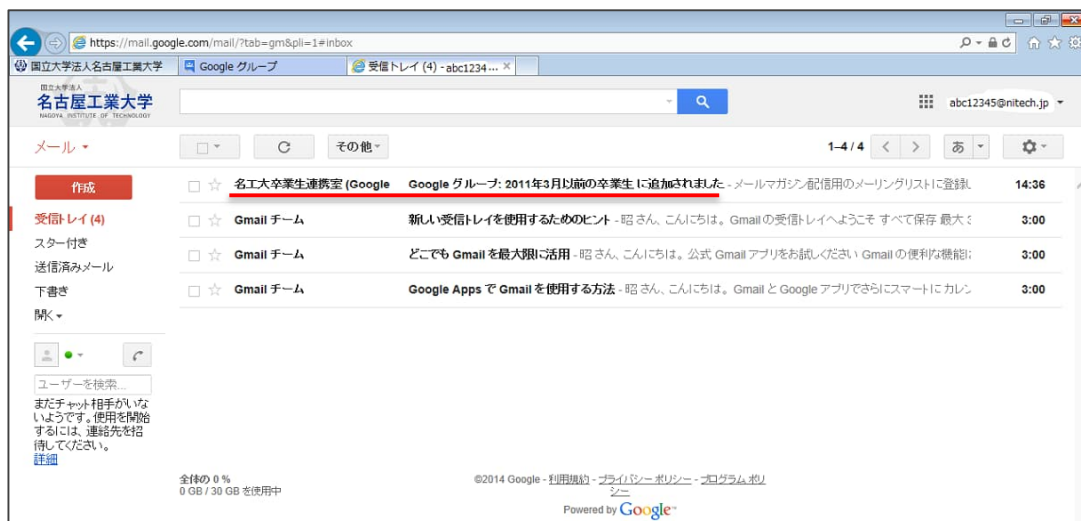 https://mail.google.com/mail/?tab=gm&pli=1#inbox
国立大学法人名古屋工業大学
Google グループ
受信トレイ (4) - abc1234...
国立大学法人
名古屋工業大学
NAGOYA INSTITUTE OF TECHNOLOGY
abc12345@nitech.jp
メール
その他
1–4 / 4
あ
作成
名工大卒業生連携室 (Google Google グループ: 2011年3月以前の卒業生 に追加されました - メールマガジン配信用のメーリングリストに登録し 14:36
受信トレイ (4)
Gmail チーム 新しい受信トレイを使用するためのヒント - 昭 さん、こんにちは。 Gmail の受信トレイへようこそ すべて保存 最大 3:00
スター付き
Gmail チーム どこでも Gmail を最大限に活用 - 昭 さん、こんにちは。 公式 Gmail アプリをお試しください Gmail の便利な機能に 3:00
送信済みメール
下書き
Gmail チーム Google Apps で Gmail を使用する方法 - 昭 さん、こんにちは。 Gmail と Google アプリでさらにスマートに カレン 3:00
開く
ユーザーを検索...
まだチャット相手がいな
いようです。使用を開始
するには、連絡先を招
待してください。
詳細
全体の 0 %
0 GB / 30 GB を使用中
©2014 Google - 利用規約 - プライバシー ポリシー - プログラム ポリ
シー
Powered by Google